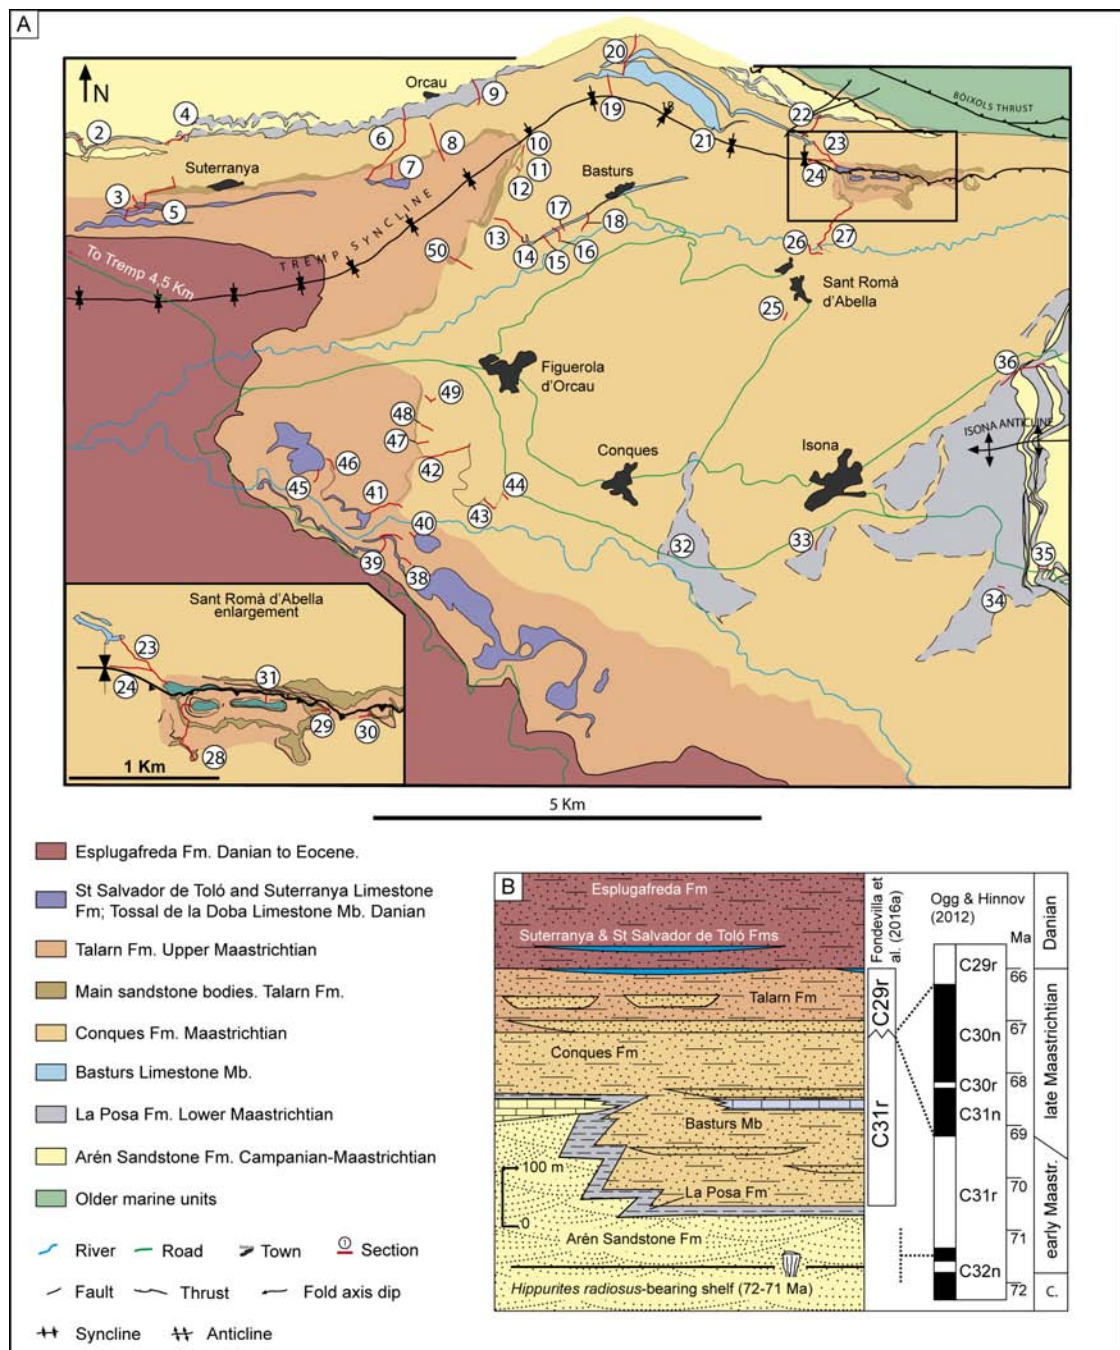 A
N
2
4
Orcau
9
20
6
7
8
10
11
12
19
1B
21
22
BÓIXOLS THRUST
23
24
Suterranya
3
5
Basturs
17
18
13
14
15
16
TREMP SYNCLINE
50
To Tremp 4,5 Km
26
27
Sant Romà
d'Abella
25
Figuerola
d'Orcau
36
49
48
47
42
ISONA ANTICLINE
Conques
Isona
46
45
41
44
43
40
39
38
32
33
35
34
Sant Romà d'Abella
enlargement
23
24
31
29
30
28
1 Km
5 Km
Esplugafreda Fm. Danian to Eocene.
St Salvador de Toló and Suterranya Limestone
Fm; Tossal de la Doba Limestone Mb. Danian
Talarn Fm. Upper Maastrichtian
Main sandstone bodies. Talarn Fm.
Conques Fm. Maastrichtian
Basturs Limestone Mb.
La Posa Fm. Lower Maastrichtian
Arén Sandstone Fm. Campanian-Maastrichtian
Older marine units
River Road Town 1 Section
Fault Thrust Fold axis dip
Syncline Anticline
B
Esplugafreda Fm
Suterranya & St Salvador de Toló Fms
Talarn Fm
Conques Fm
Basturs Mb
100 m
La Posa Fm
0
Arén Sandstone Fm
Hippurites radiosus-bearing shelf (72-71 Ma)
Fondevilla et
al. (2016a)
C29r
C31r
Ogg & Hinnov
(2012)
Ma
C29r
66
67
C30n
68
C30r
C31n
69
C31r
70
71
C32n
72
Danian
late Maastrichtian
early Maastr.
C.